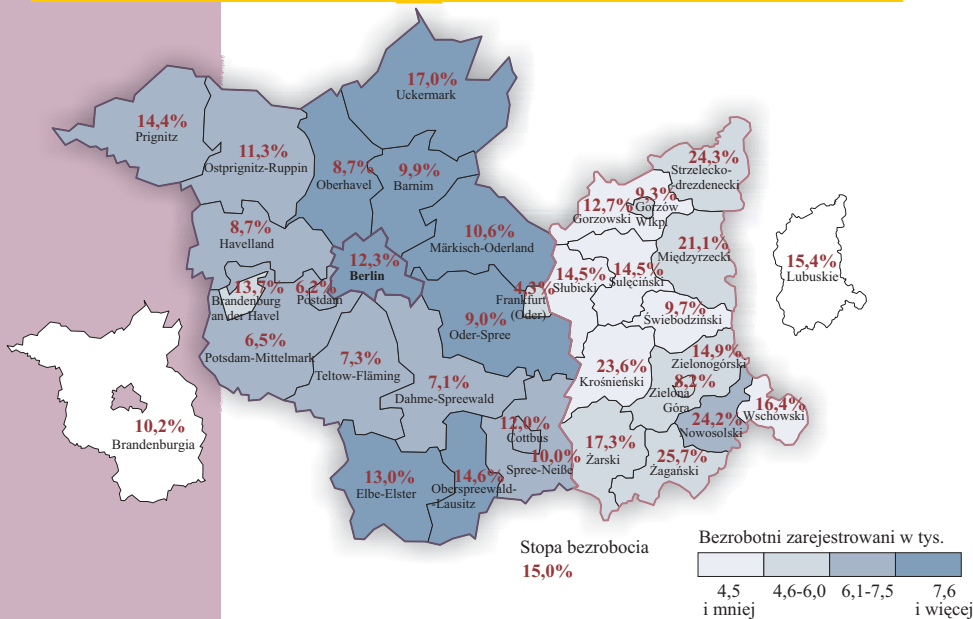 17,0%
Uckermark
14,4%
Prignitz
11,3%
Ostprignitz-Ruppin
8,7%
Oberhavel
9,9%
Barnim
24,3%
Strzelecko-
-drezdenecki
9,3%
Gorzów
Wlkp.
12,7%
Gorzowski
8,7%
Havelland
10,6%
Märkisch-Oderland
21,1%
Międzyrzecki
12,3%
Berlin
15,4%
Lubuskie
13,7%
Brandenburg
an der Havel
6,2%
Postdam
4,3%
Frankfurt
(Oder)
14,5%
Słubicki
14,5%
Sulęciński
9,0%
Oder-Spree
9,7%
Świebodziński
6,5%
Potsdam-Mittelmark
7,3%
Teltow-Fläming
7,1%
Dahme-Spreewald
23,6%
Krośnieński
14,9%
Zielonogórski
8,2%
Zielona
Góra
10,2%
Brandenburgia
12,0%
Cottbus
16,4%
Wschowski
24,2%
Nowosolski
17,3%
Żarski
25,7%
Żagański
10,0%
Spree-Neiße
13,0%
Elbe-Elster
14,6%
Oberspreewald-
-Lausitz
Stopa bezrobocia
15,0%
Bezrobotni zarejestrowani w tys.
4,5 4,6-6,0 6,1-7,5 7,6
i mniej i więcej